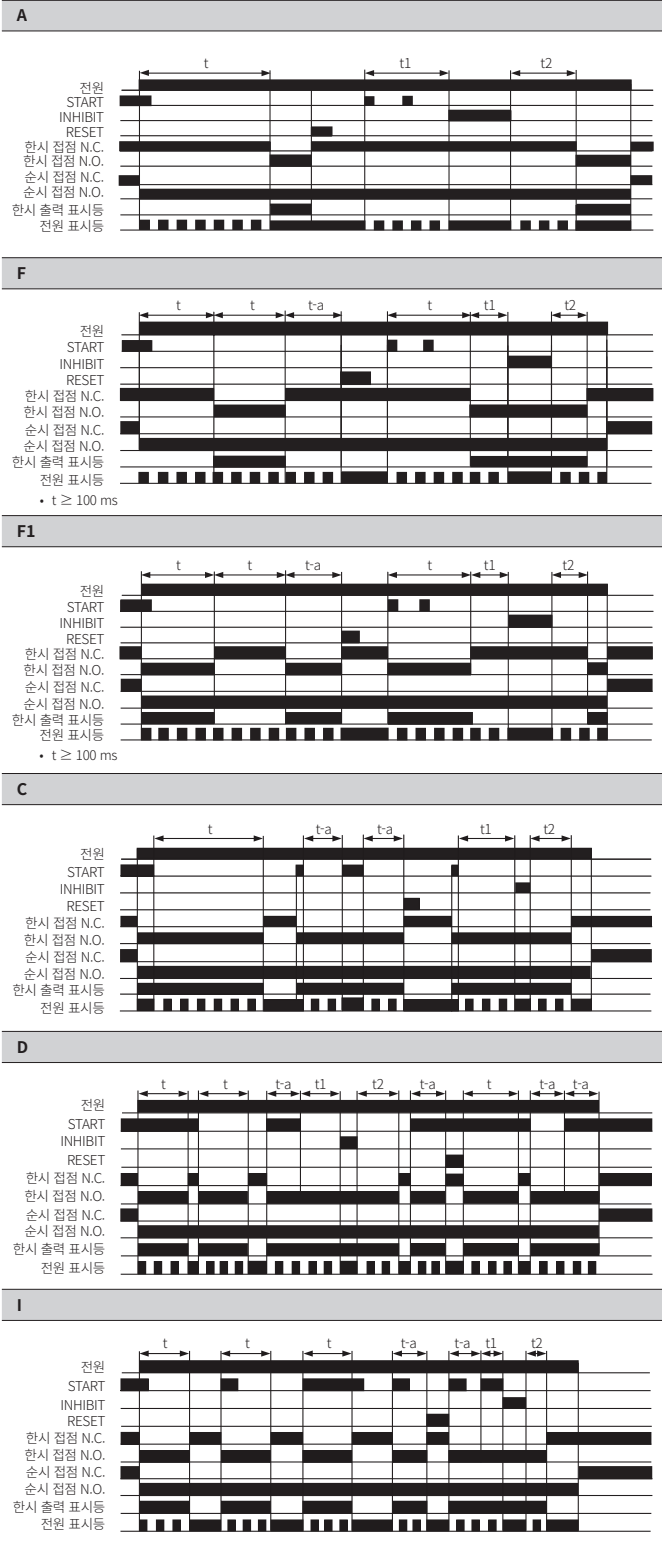 A
t t1 t2
전원
START
INHIBIT
RESET
한시 접점 N.C.
한시 접점 N.O.
순시 접점 N.C.
순시 접점 N.O.
한시 출력 표시등
전원 표시등
F
t t t-a t t1 t2
전원
START
INHIBIT
RESET
한시 접점 N.C.
한시 접점 N.O.
순시 접점 N.C.
순시 접점 N.O.
한시 출력 표시등
전원 표시등
• t ≥ 100 ms
F1
t t t-a t t1 t2
전원
START
INHIBIT
RESET
한시 접점 N.C.
한시 접점 N.O.
순시 접점 N.C.
순시 접점 N.O.
한시 출력 표시등
전원 표시등
• t ≥ 100 ms
C
t t-a t-a t1 t2
전원
START
INHIBIT
RESET
한시 접점 N.C.
한시 접점 N.O.
순시 접점 N.C.
순시 접점 N.O.
한시 출력 표시등
전원 표시등
D
t t t-a t1 t2 t-a t t-a t-a
전원
START
INHIBIT
RESET
한시 접점 N.C.
한시 접점 N.O.
순시 접점 N.C.
순시 접점 N.O.
한시 출력 표시등
전원 표시등
I
t t t t-a t-a t1 t2
전원
START
INHIBIT
RESET
한시 접점 N.C.
한시 접점 N.O.
순시 접점 N.C.
순시 접점 N.O.
한시 출력 표시등
전원 표시등